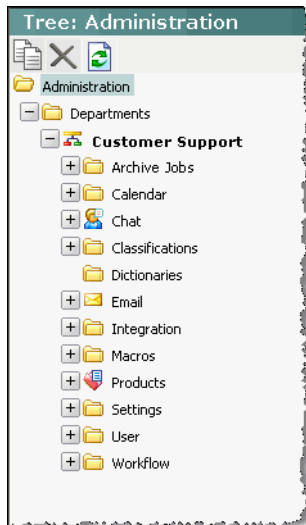 Tree: Administration
Administration
Departments
Customer Support
Archive Jobs
Calendar
Chat
Classifications
Dictionaries
Email
Integration
Macros
Products
Settings
User
Workflow